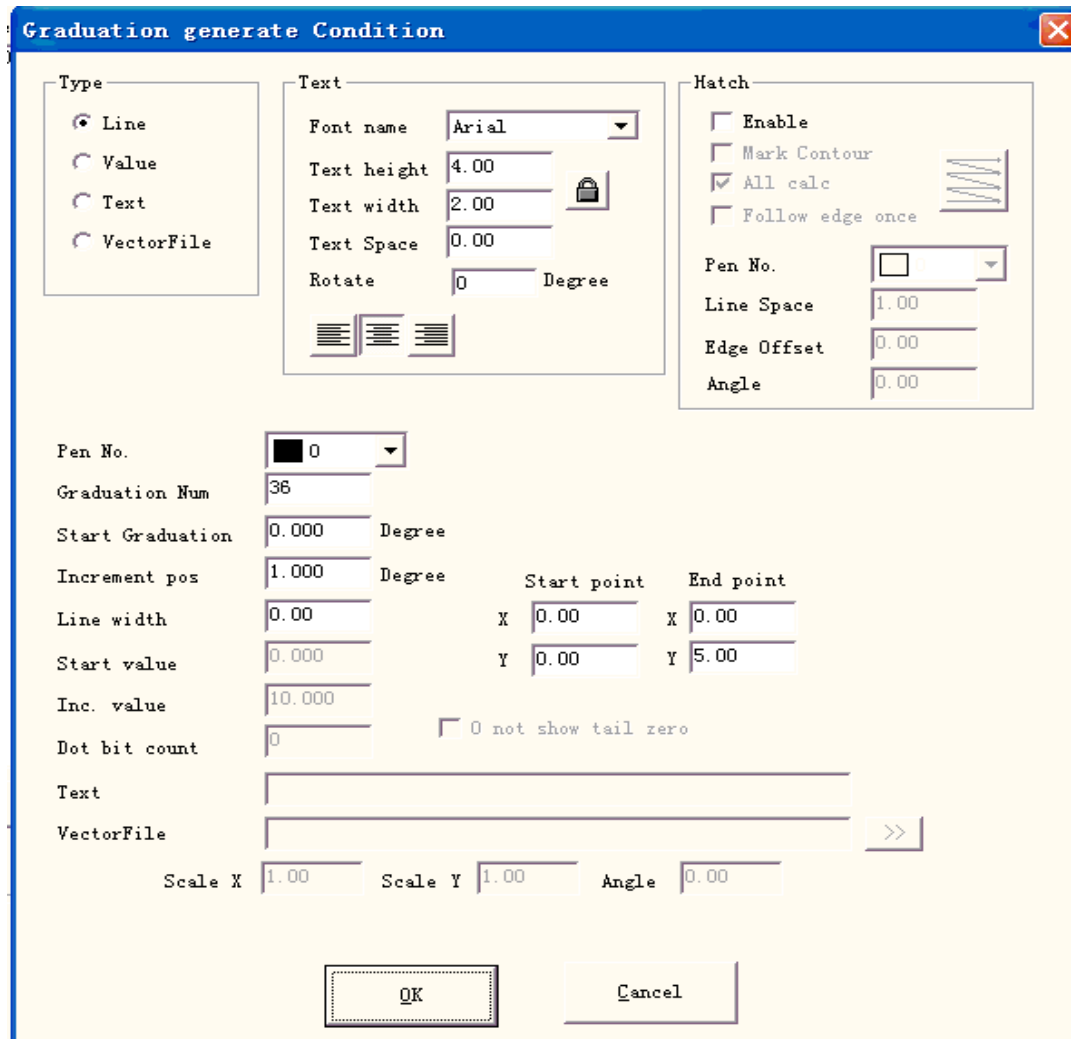 Graduation generate Condition
Type
Line
Value
Text
VectorFile
Text
Font name Arial
Text height 4.00
Text width 2.00
Text Space 0.00
Rotate 0 Degree
Hatch
Enable
Mark Contour
All calc
Follow edge once
Pen No. 0
Line Space 1.00
Edge Offset 0.00
Angle 0.00
Pen No. 0
Graduation Num 36
Start Graduation 0.000 Degree
Increment pos 1.000 Degree
Line width 0.00
Start value 0.000
Inc. value 10.000
Dot bit count 0
Start point End point
X 0.00 X 0.00
Y 0.00 Y 5.00
0 not show tail zero
Text
VectorFile >>
Scale X 1.00 Scale Y 1.00 Angle 0.00
OK Cancel